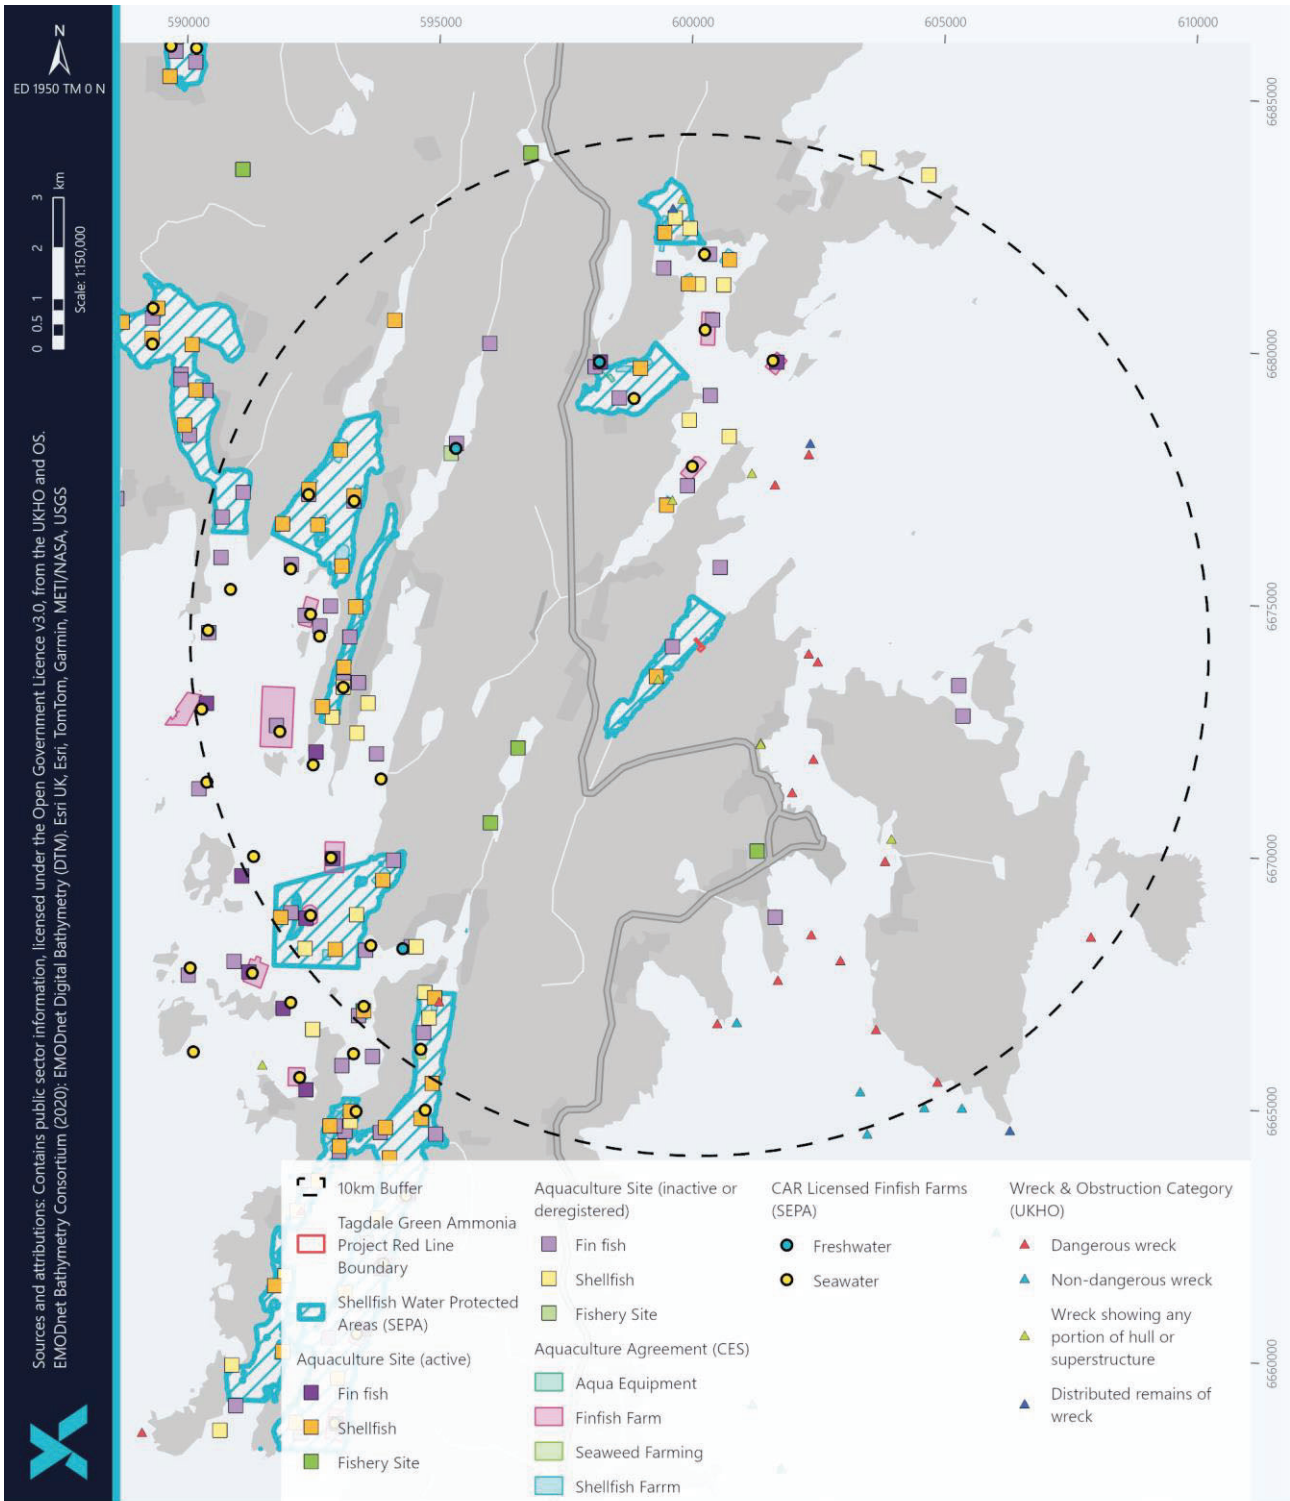 590000
595000
600000
605000
610000
N
ED 1950 TM 0 N
6685000
6680000
6675000
6670000
6665000
6660000
0 0.5 1 2 3
km
Scale: 1:150,000
Sources and attributions: Contains public sector information, licensed under the Open Government Licence v3.0, from the UKHO and OS.
EMODnet Bathymetry Consortium (2020): EMODnet Digital Bathymetry (DTM). Esri UK, Esri, TomTom, Garmin, METI/NASA, USGS
10km Buffer
Tagdale Green Ammonia
Project Red Line
Boundary
Shellfish Water Protected
Areas (SEPA)
Aquaculture Site (active)
Fin fish
Shellfish
Fishery Site
Aquaculture Site (inactive or
deregistered)
Fin fish
Shellfish
Fishery Site
Aquaculture Agreement (CES)
Aqua Equipment
Finfish Farm
Seaweed Farming
Shellfish Farrm
CAR Licensed Finfish Farms
(SEPA)
Freshwater
Seawater
Wreck & Obstruction Category
(UKHO)
Dangerous wreck
Non-dangerous wreck
Wreck showing any
portion of hull or
superstructure
Distributed remains of
wreck